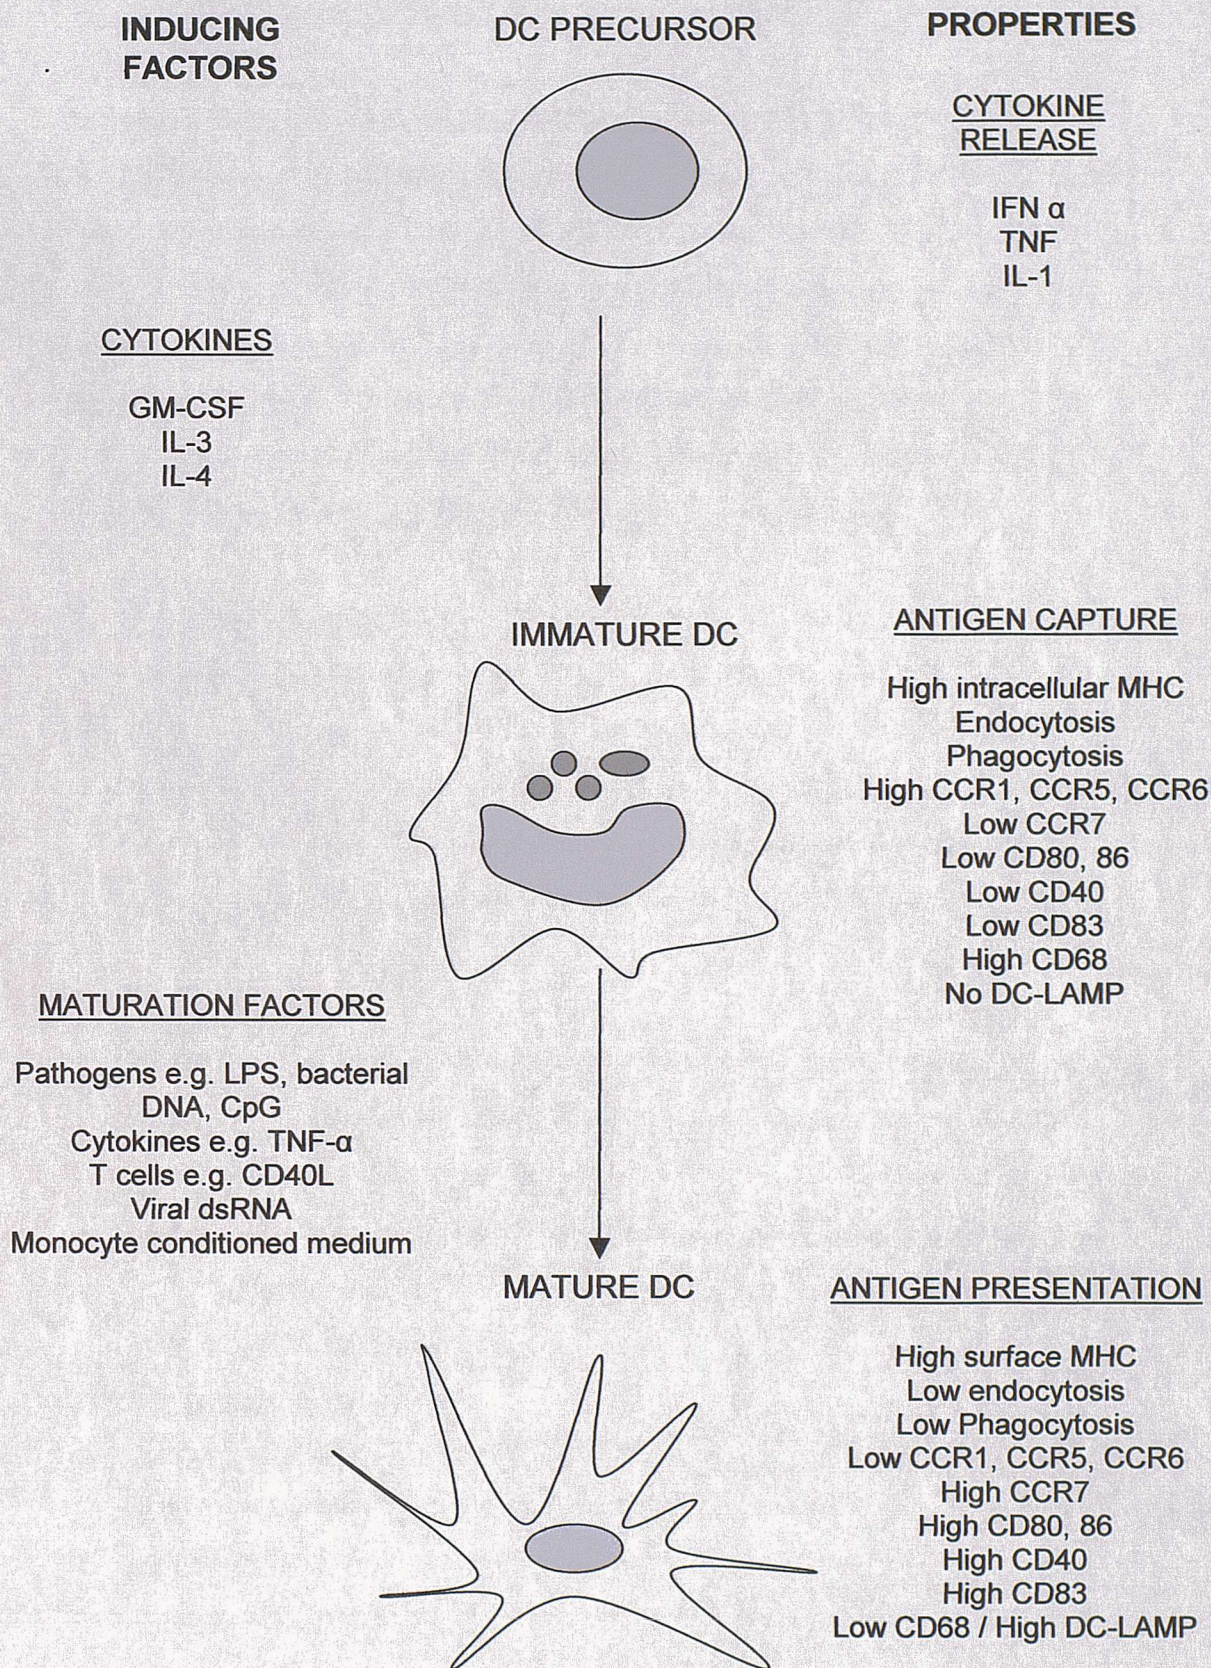 INDUCING
FACTORS
DC PRECURSOR
PROPERTIES
CYTOKINE
RELEASE
IFN α
TNF
IL-1
CYTOKINES
GM-CSF
IL-3
IL-4
IMMATURE DC
ANTIGEN CAPTURE
High intracellular MHC
Endocytosis
Phagocytosis
High CCR1, CCR5, CCR6
Low CCR7
Low CD80, 86
Low CD40
Low CD83
High CD68
No DC-LAMP
MATURATION FACTORS
Pathogens e.g. LPS, bacterial
DNA, CpG
Cytokines e.g. TNF-α
T cells e.g. CD40L
Viral dsRNA
Monocyte conditioned medium
MATURE DC
ANTIGEN PRESENTATION
High surface MHC
Low endocytosis
Low Phagocytosis
Low CCR1, CCR5, CCR6
High CCR7
High CD80, 86
High CD40
High CD83
Low CD68 / High DC-LAMP